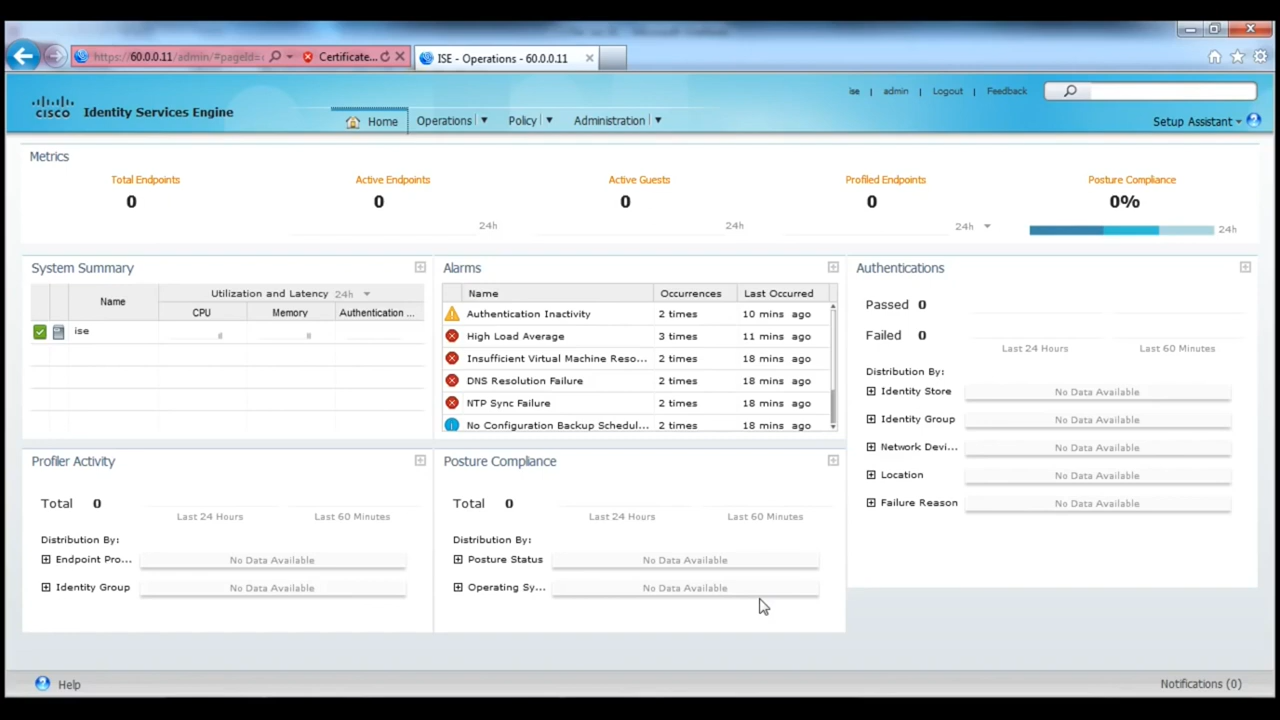 https://60.0.0.11/admin/#pageId= Certificate... ISE - Operations - 60.0.0.11
ise | admin | Logout | Feedback
CISCO Identity Services Engine
Home Operations Policy Administration Setup Assistant
Metrics
Total Endpoints Active Endpoints Active Guests Profiled Endpoints Posture Compliance
0 0 0 0 0%
24h 24h 24h 24h
System Summary
Name Utilization and Latency 24h
CPU Memory Authentication ...
ise
Alarms
Name Occurrences Last Occurred
Authentication Inactivity 2 times 10 mins ago
High Load Average 3 times 11 mins ago
Insufficient Virtual Machine Reso... 2 times 18 mins ago
DNS Resolution Failure 2 times 18 mins ago
NTP Sync Failure 2 times 18 mins ago
No Configuration Backup Schedul... 2 times 18 mins ago
Authentications
Passed 0
Failed 0
Last 24 Hours Last 60 Minutes
Distribution By:
Identity Store No Data Available
Identity Group No Data Available
Network Devi... No Data Available
Location No Data Available
Failure Reason No Data Available
Profiler Activity
Total 0
Last 24 Hours Last 60 Minutes
Distribution By:
Endpoint Pro... No Data Available
Identity Group No Data Available
Posture Compliance
Total 0
Last 24 Hours Last 60 Minutes
Distribution By:
Posture Status No Data Available
Operating Sy... No Data Available
Help Notifications (0)